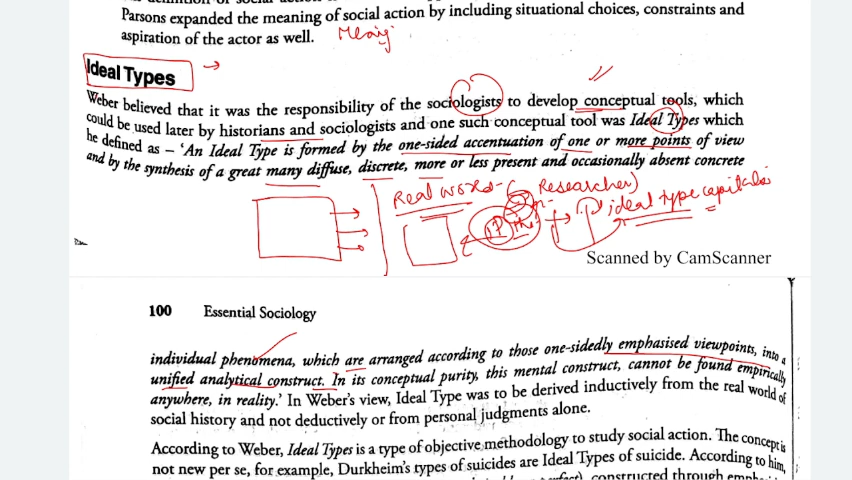 Parsons expanded the meaning of social action by including situational choices, constraints and
aspiration of the actor as well.
Ideal Types
Weber believed that it was the responsibility of the sociologists to develop conceptual tools, which
could be used later by historians and sociologists and one such conceptual tool was Ideal Types which
he defined as – 'An Ideal Type is formed by the one-sided accentuation of one or more points of view
and by the synthesis of a great many diffuse, discrete, more or less present and occasionally absent concrete
Real world
Researcher)
ideal type capitalis
Scanned by CamScanner
100 Essential Sociology
individual phenomena, which are arranged according to those one-sidedly emphasised viewpoints, into a
unified analytical construct. In its conceptual purity, this mental construct, cannot be found empirically
anywhere, in reality.' In Weber's view, Ideal Type was to be derived inductively from the real world of
social history and not deductively or from personal judgments alone.
According to Weber, Ideal Types is a type of objective methodology to study social action. The concept is
not new per se, for example, Durkheim's types of suicides are Ideal Types of suicide. According to him,
constructed through